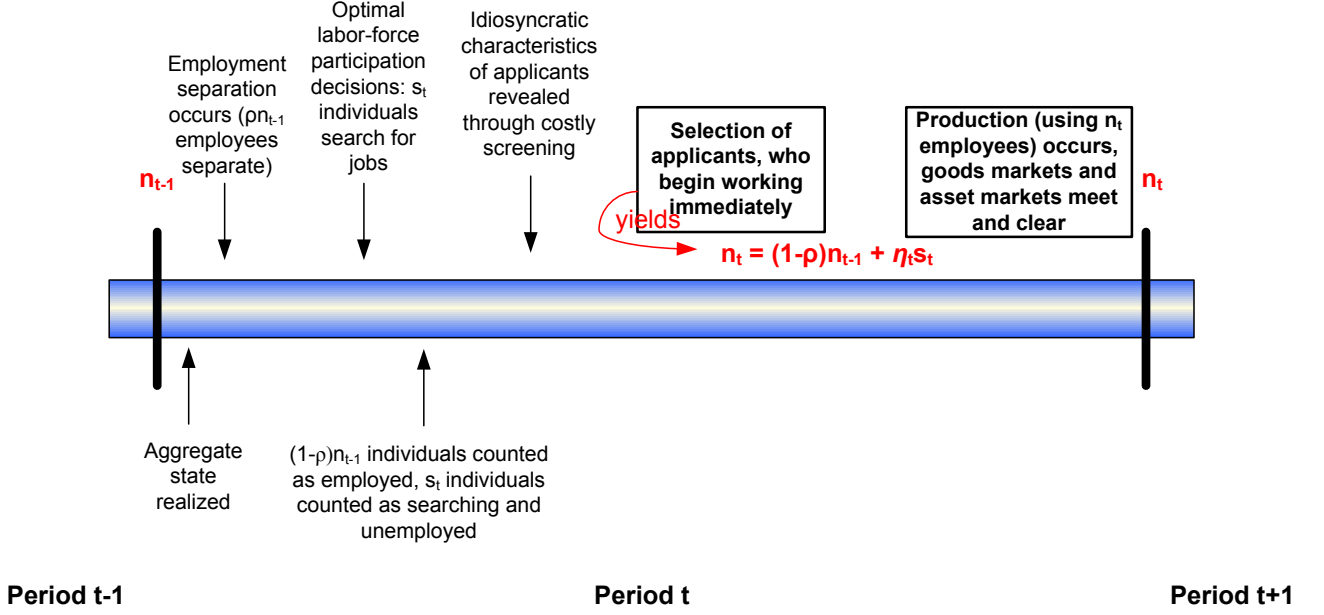 Employment
separation
occurs (ρnt-1
employees
separate)
Optimal
labor-force
participation
decisions: st
individuals
search for
jobs
Idiosyncratic
characteristics
of applicants
revealed
through costly
screening
Selection of
applicants, who
begin working
immediately
Production (using nt
employees) occurs,
goods markets and
asset markets meet
and clear
nt-1
nt
yields
nt = (1-ρ)nt-1 + ηtst
Aggregate
state
realized
(1-ρ)nt-1 individuals counted
as employed, st individuals
counted as searching and
unemployed
Period t-1
Period t
Period t+1